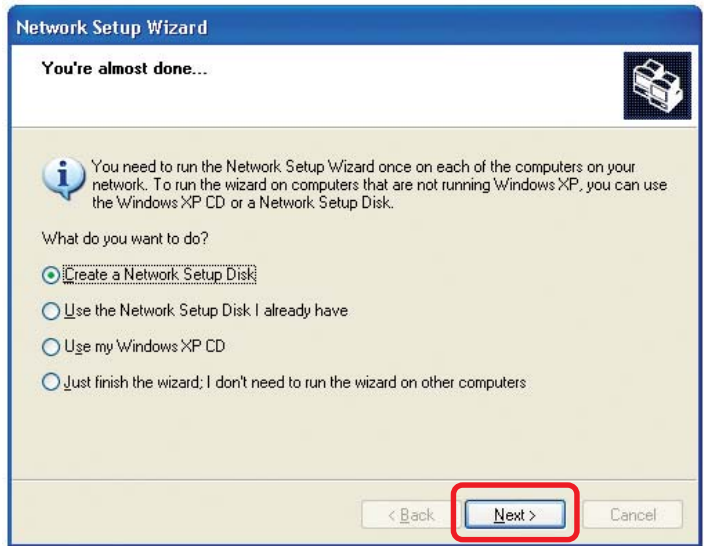 Network Setup Wizard
You're almost done...
You need to run the Network Setup Wizard once on each of the computers on your
network. To run the wizard on computers that are not running Windows XP, you can use
the Windows XP CD or a Network Setup Disk.
What do you want to do?
Create a Network Setup Disk
Use the Network Setup Disk I already have
Use my Windows XP CD
Just finish the wizard; I don't need to run the wizard on other computers
< Back
Next >
Cancel